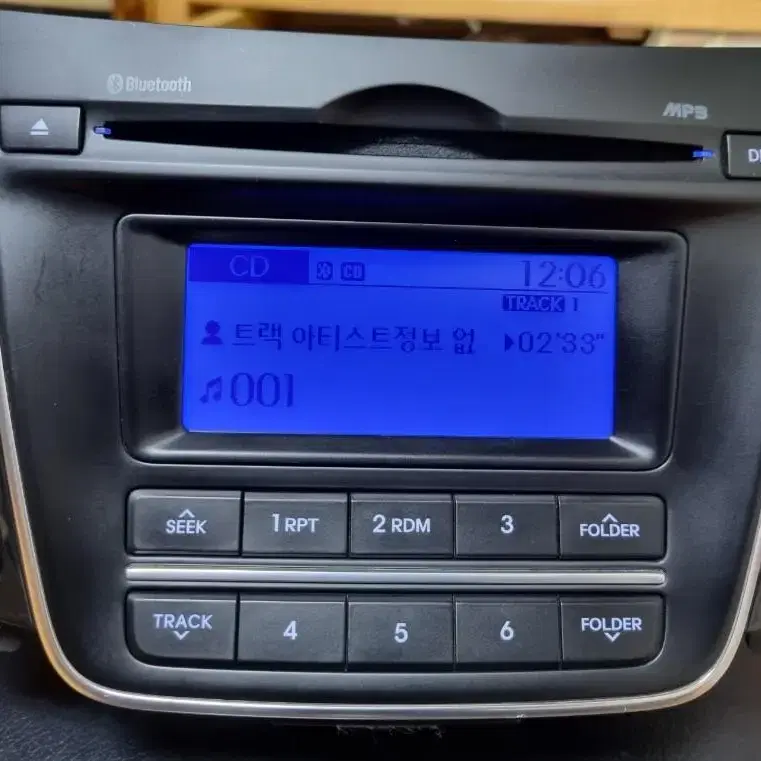 Bluetooth
MP3
CD CD 12:06
TRACK 1
트랙 아티스트정보 없 02'33"
001
SEEK 1 RPT 2 RDM 3 FOLDER
TRACK 4 5 6 FOLDER